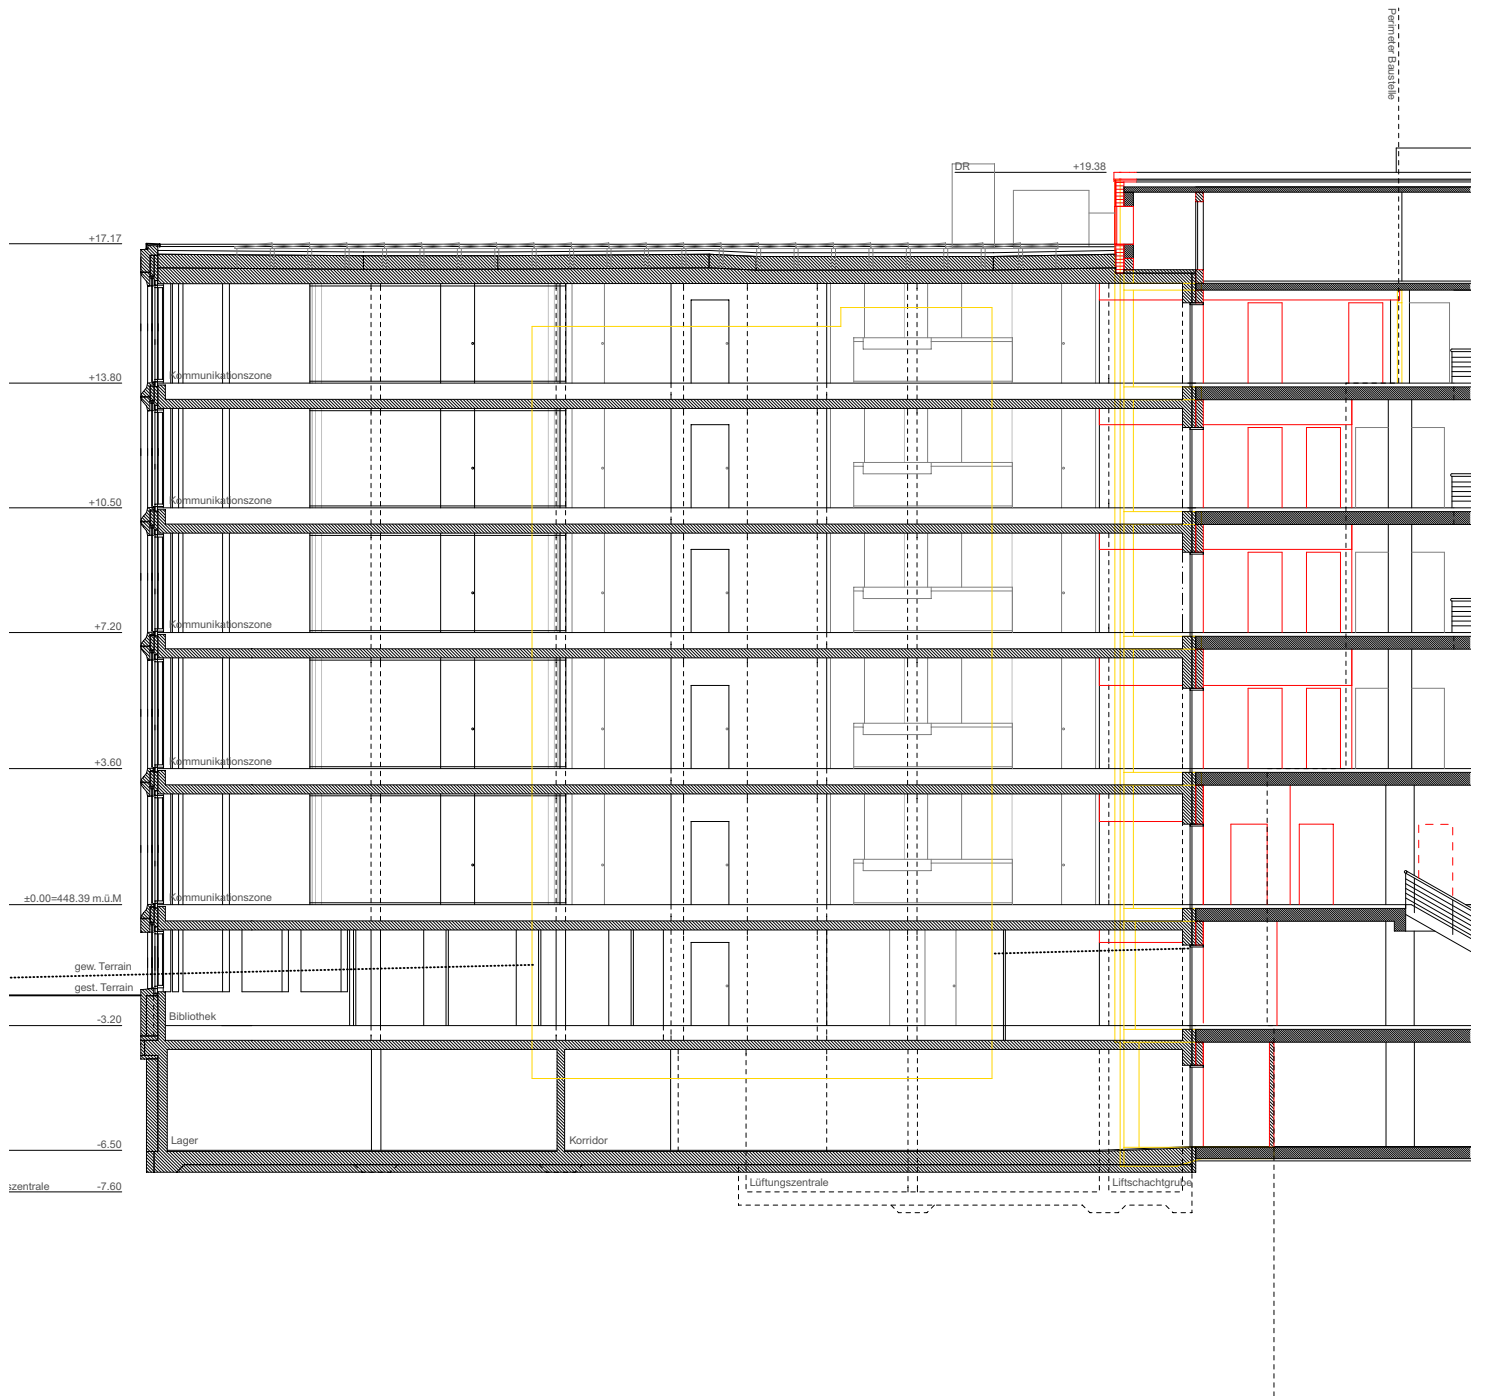 Perimeter Baustelle
DR +19.38
+17.17
+13.80 Kommunikationszone
+10.50 Kommunikationszone
+7.20 Kommunikationszone
+3.60 Kommunikationszone
±0.00=448.39 m.ü.M Kommunikationszone
gew. Terrain
gest. Terrain
-3.20 Bibliothek
-6.50 Lager Korridor
szentrale -7.60 Lüftungszentrale Liftschachtgrube